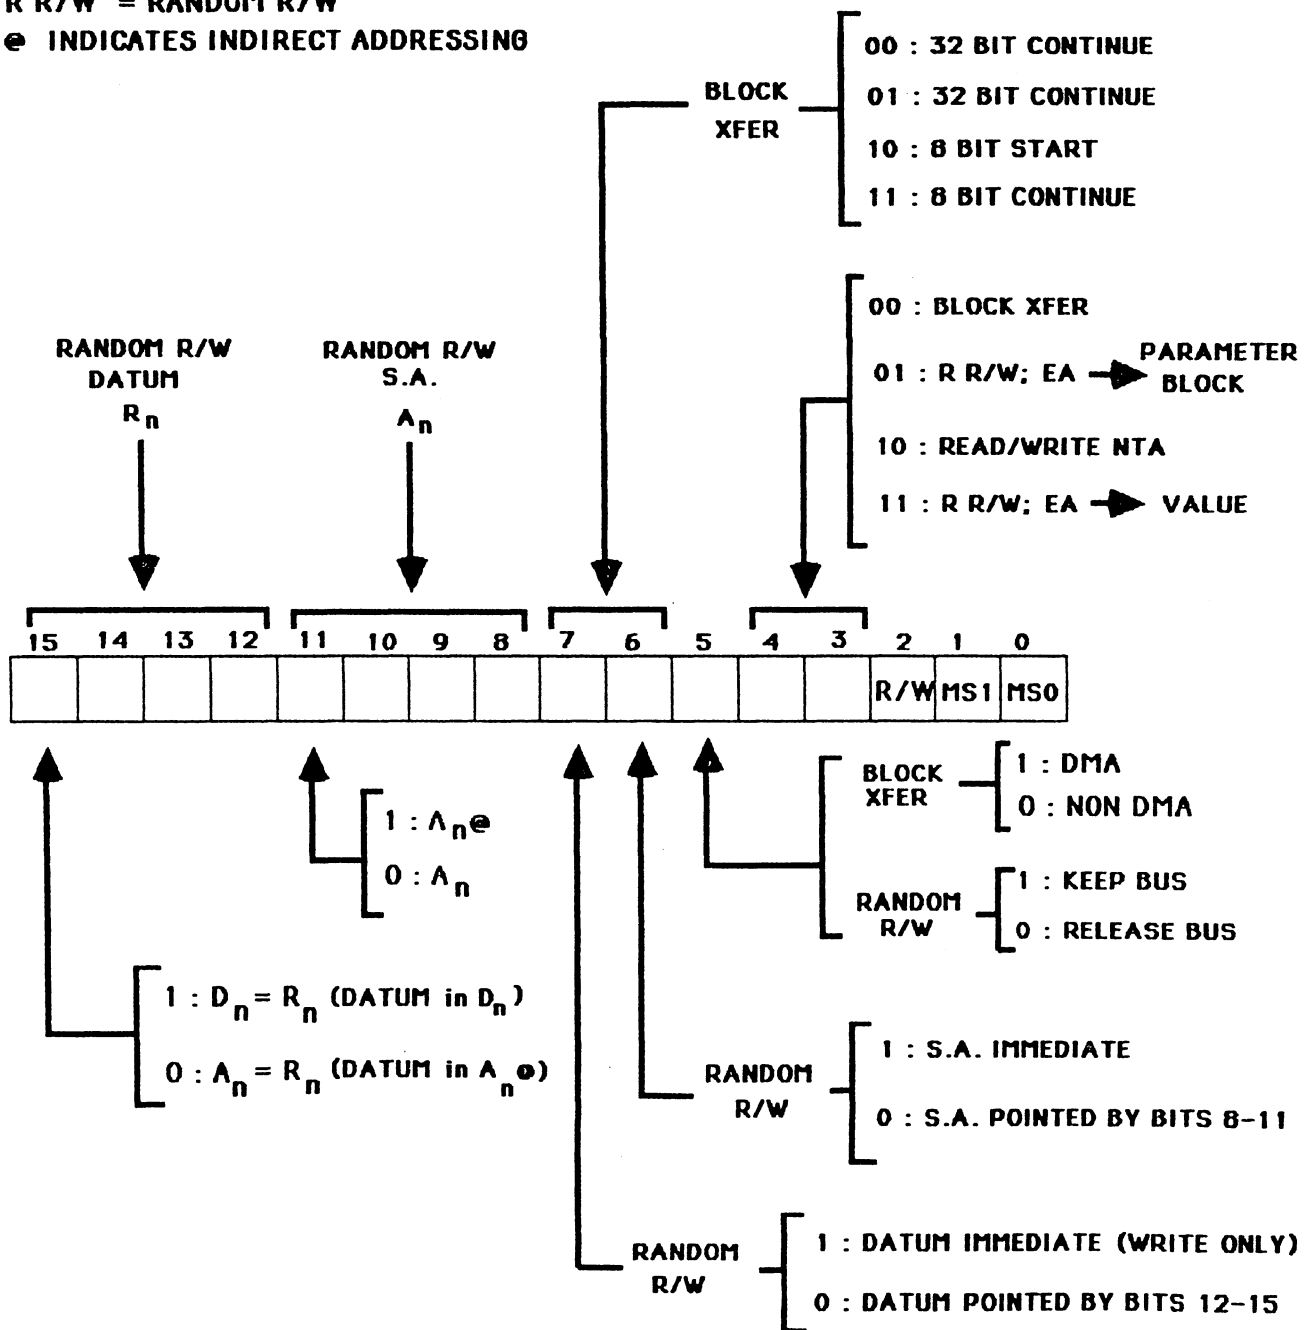 R R/W = RANDOM R/W
@ INDICATES INDIRECT ADDRESSING
BLOCK XFER
00 : 32 BIT CONTINUE
01 : 32 BIT CONTINUE
10 : 8 BIT START
11 : 8 BIT CONTINUE
00 : BLOCK XFER
01 : R R/W; EA → PARAMETER BLOCK
10 : READ/WRITE NTA
11 : R R/W; EA → VALUE
RANDOM R/W
DATUM
Rn
RANDOM R/W
S.A.
An
15 14 13 12 11 10 9 8 7 6 5 4 3 2 1 0
R/W MS1 MS0
1 : An@
0 : An
BLOCK XFER
1 : DMA
0 : NON DMA
RANDOM R/W
1 : KEEP BUS
0 : RELEASE BUS
1 : Dn = Rn (DATUM in Dn)
0 : An = Rn (DATUM in An@)
RANDOM R/W
1 : S.A. IMMEDIATE
0 : S.A. POINTED BY BITS 8-11
RANDOM R/W
1 : DATUM IMMEDIATE (WRITE ONLY)
0 : DATUM POINTED BY BITS 12-15